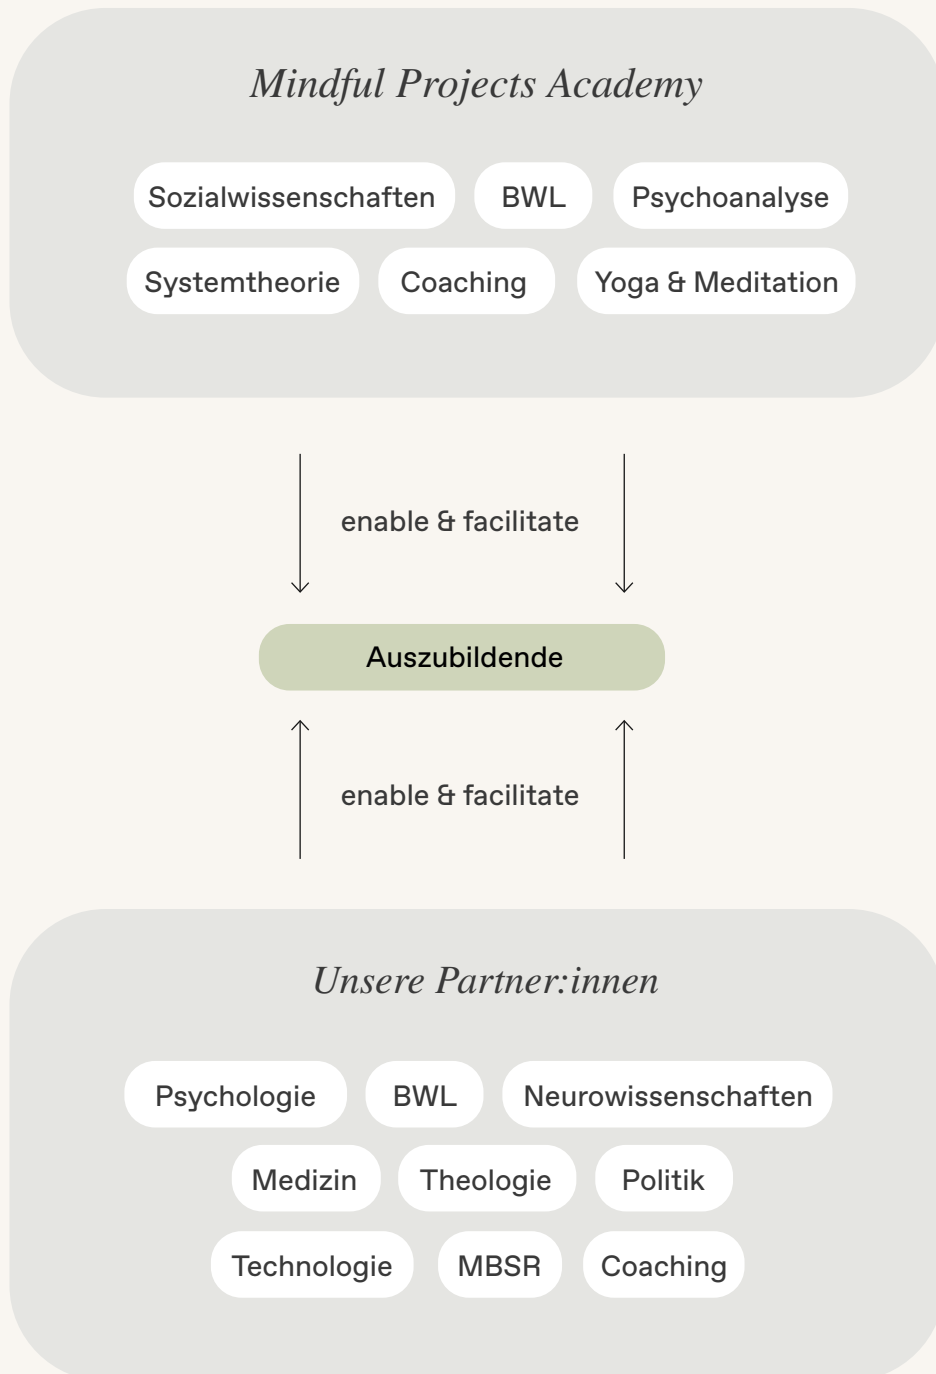 Mindful Projects Academy
Sozialwissenschaften BWL Psychoanalyse
Systemtheorie Coaching Yoga & Meditation
enable & facilitate
Auszubildende
enable & facilitate
Unsere Partner:innen
Psychologie BWL Neurowissenschaften
Medizin Theologie Politik
Technologie MBSR Coaching